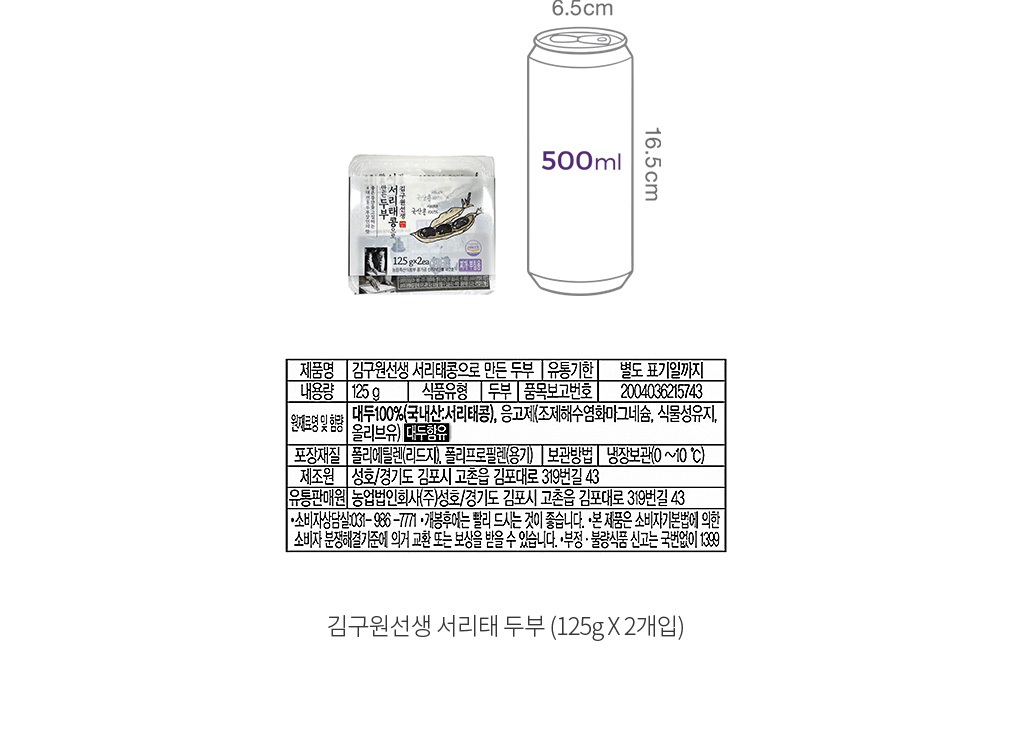 6.5cm
500ml
16.5cm
김구원선생
서리태콩으로
만든 두부
국산콩
125g×2ea
제품명 김구원선생 서리태콩으로 만든 두부 유통기한 별도 표기일까지
내용량 125 g 식품유형 두부 품목보고번호 2004036215743
원재료명 및 함량 대두100%(국내산:서리태콩), 응고제(조제해수염화마그네슘, 식물성유지,
올리브유) 대두함유
포장재질 폴리에틸렌(리드지), 폴리프로필렌(용기) 보관방법 냉장보관(0 ~10 ℃)
제조원 성호/경기도 김포시 고촌읍 김포대로 319번길 43
유통판매원 농업법인회사(주)성호/경기도 김포시 고촌읍 김포대로 319번길 43
•소비자상담실:031- 986 -7771 •개봉후에는 빨리 드시는 것이 좋습니다. •본 제품은 소비자기본법에 의한
소비자 분쟁해결기준에 의거 교환 또는 보상을 받을 수 있습니다. •부정 · 불량식품 신고는 국번없이 1399
김구원선생 서리태 두부 (125g X 2개입)